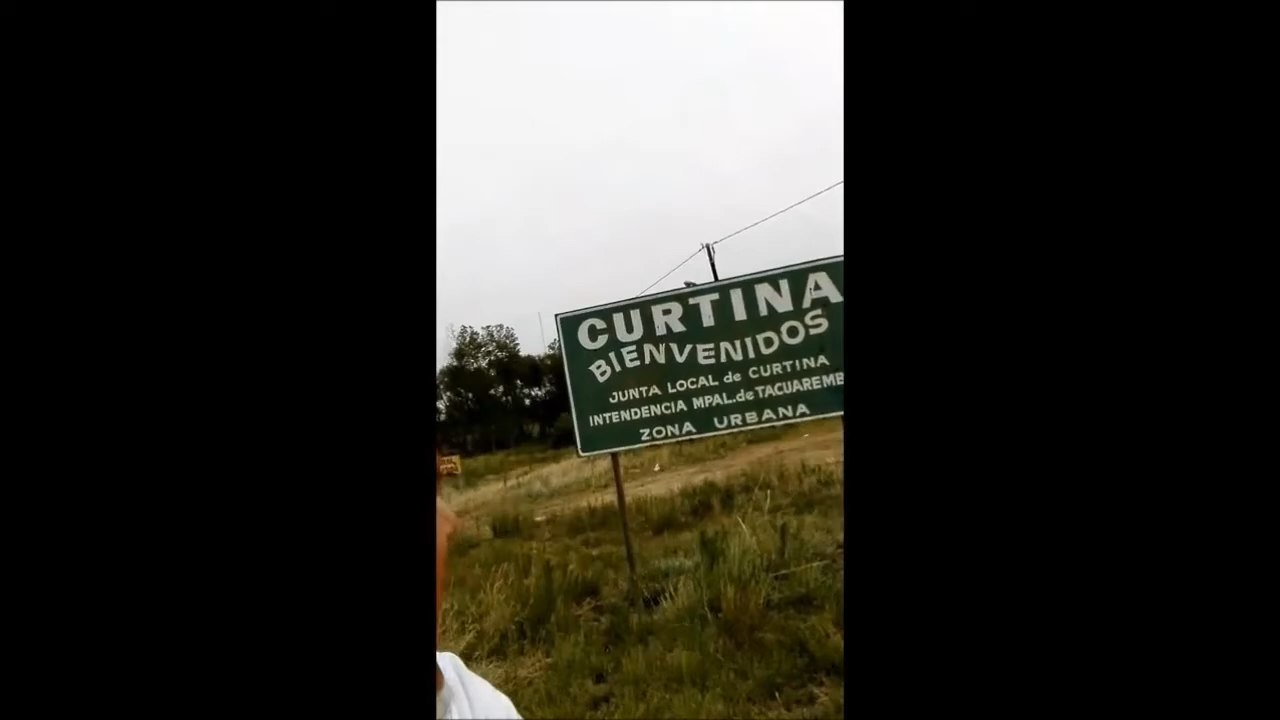 CURTINA
BIENVENIDOS
JUNTA LOCAL de CURTINA
INTENDENCIA MPAL.de TACUAREMB
ZONA URBANA